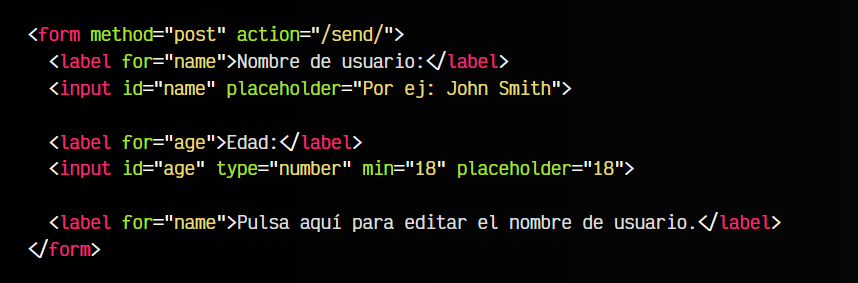 <form method="post" action="/send/">
<label for="name">Nombre de usuario:</label>
<input id="name" placeholder="Por ej: John Smith">
<label for="age">Edad:</label>
<input id="age" type="number" min="18" placeholder="18">
<label for="name">Pulsa aquí para editar el nombre de usuario.</label>
</form>